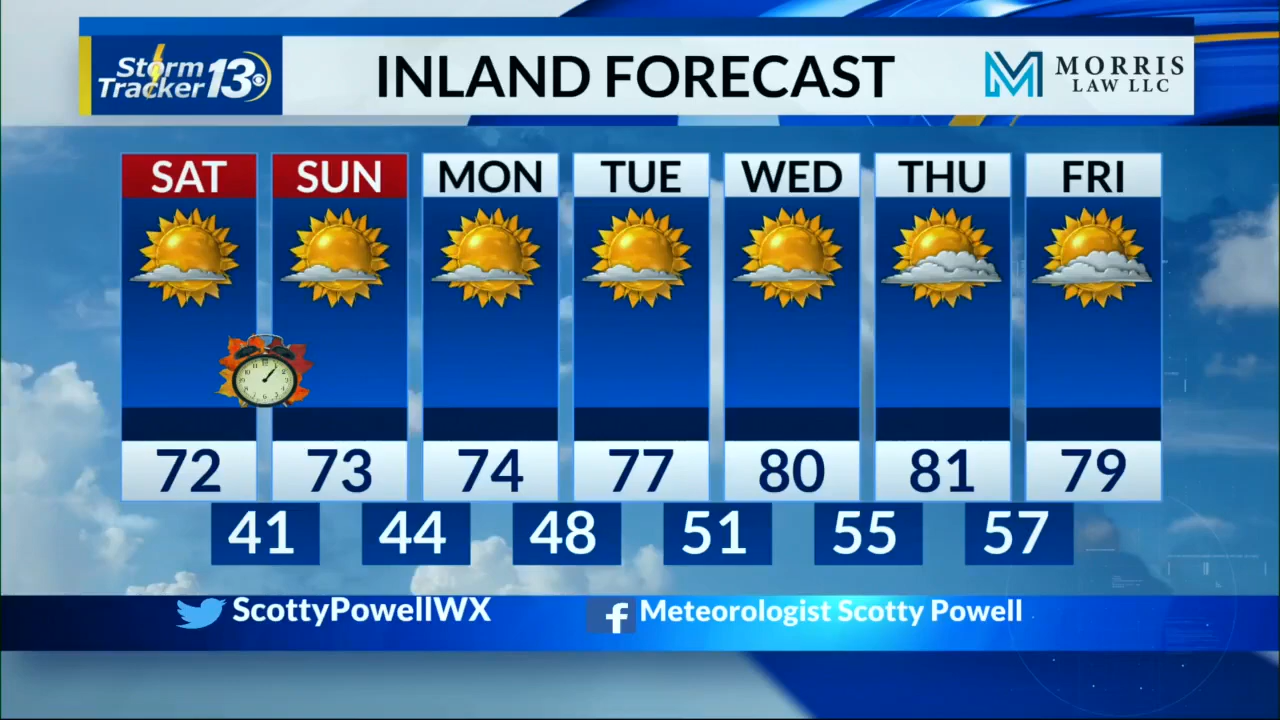 Storm
Tracker 13
INLAND FORECAST
MORRIS
LAW LLC
SAT SUN MON TUE WED THU FRI
72 73 74 77 80 81 79
41 44 48 51 55 57
ScottyPowellWX
f Meteorologist Scotty Powell